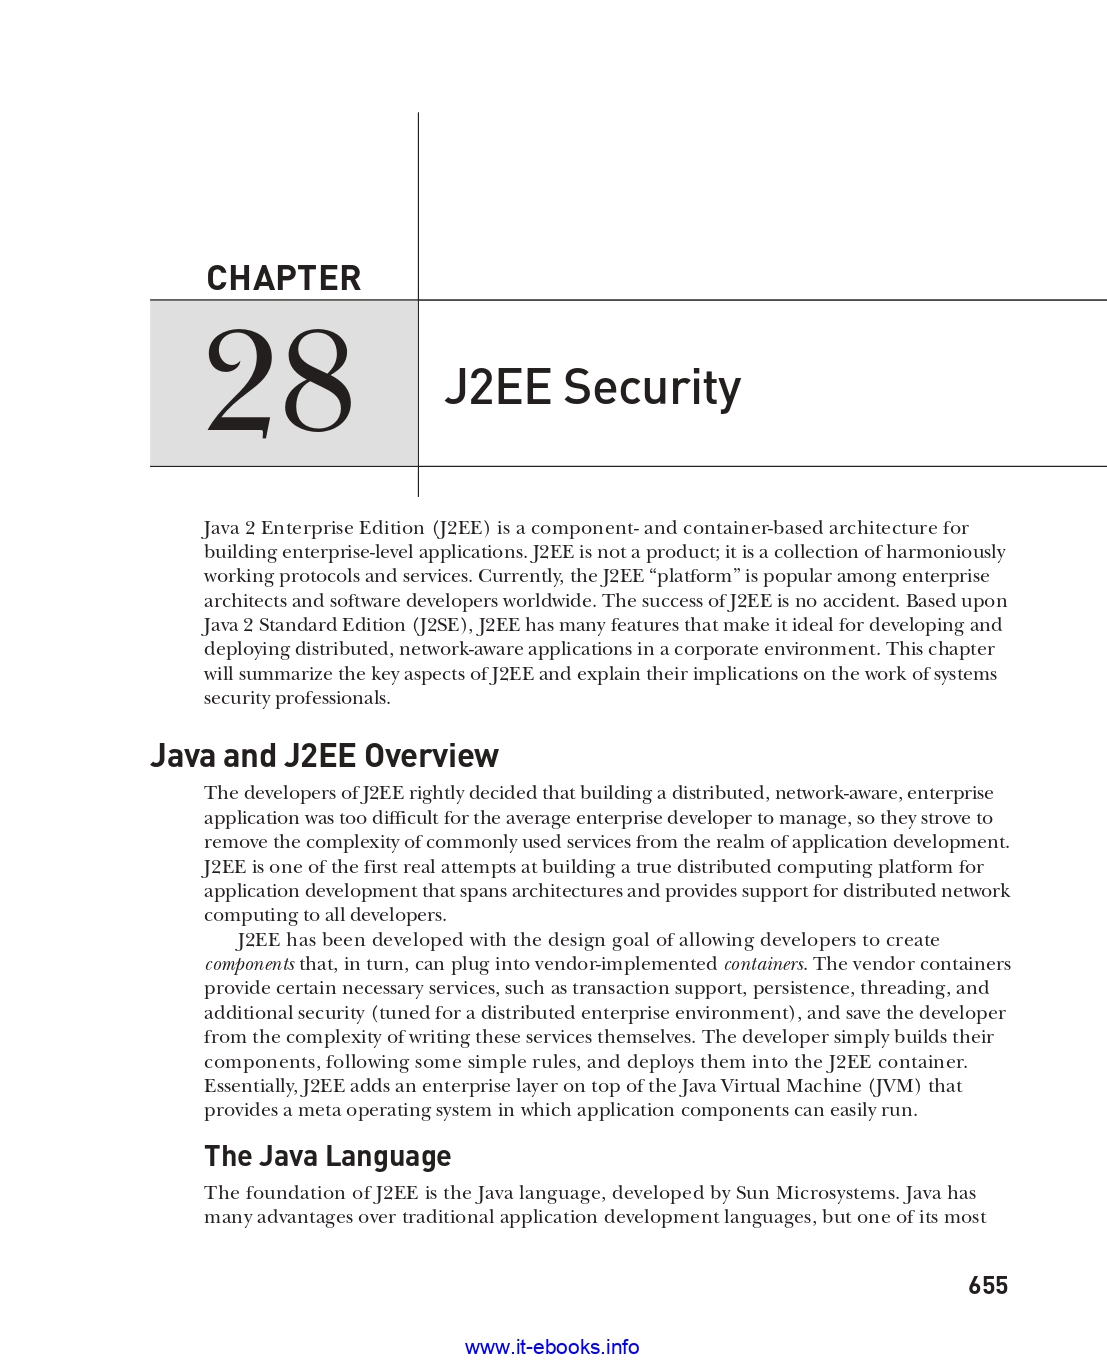 CHAPTER
28
J2EE Security
Java 2 Enterprise Edition (J2EE) is a component- and container-based architecture for
building enterprise-level applications. J2EE is not a product; it is a collection of harmoniously
working protocols and services. Currently, the J2EE “platform” is popular among enterprise
architects and software developers worldwide. The success of J2EE is no accident. Based upon
Java 2 Standard Edition (J2SE), J2EE has many features that make it ideal for developing and
deploying distributed, network-aware applications in a corporate environment. This chapter
will summarize the key aspects of J2EE and explain their implications on the work of systems
security professionals.
Java and J2EE Overview
The developers of J2EE rightly decided that building a distributed, network-aware, enterprise
application was too difficult for the average enterprise developer to manage, so they strove to
remove the complexity of commonly used services from the realm of application development.
J2EE is one of the first real attempts at building a true distributed computing platform for
application development that spans architectures and provides support for distributed network
computing to all developers.
J2EE has been developed with the design goal of allowing developers to create
components that, in turn, can plug into vendor-implemented containers. The vendor containers
provide certain necessary services, such as transaction support, persistence, threading, and
additional security (tuned for a distributed enterprise environment), and save the developer
from the complexity of writing these services themselves. The developer simply builds their
components, following some simple rules, and deploys them into the J2EE container.
Essentially, J2EE adds an enterprise layer on top of the Java Virtual Machine (JVM) that
provides a meta operating system in which application components can easily run.
The Java Language
The foundation of J2EE is the Java language, developed by Sun Microsystems. Java has
many advantages over traditional application development languages, but one of its most
655
www.it-ebooks.info